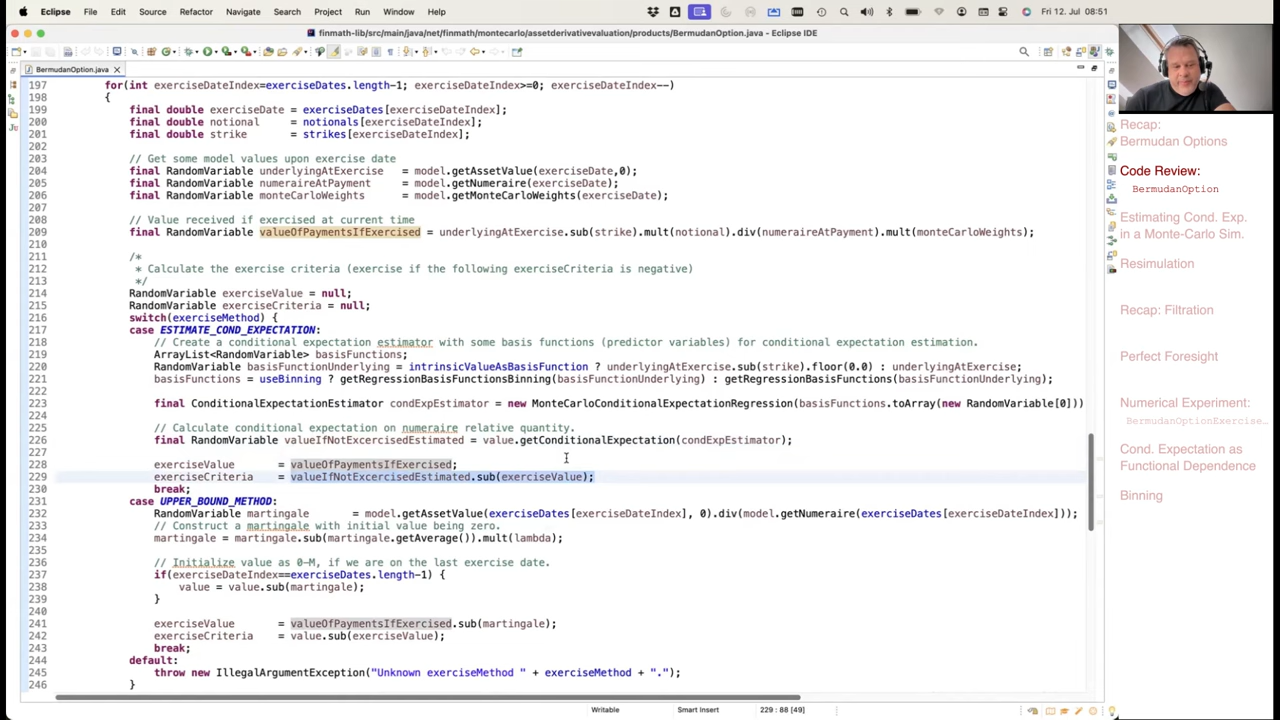 Eclipse File Edit Source Refactor Navigate Search Project Run Window Help Fri 12. Jul 08:51
finmath-lib/src/main/java/net/finmath/montecarlo/assetderivativevaluation/products/BermudanOption.java - Eclipse IDE
BermudanOption.java
197 for(int exerciseDateIndex=exerciseDates.length-1; exerciseDateIndex>=0; exerciseDateIndex--)
198 {
199 final double exerciseDate = exerciseDates[exerciseDateIndex];
200 final double notional = notionals[exerciseDateIndex];
201 final double strike = strikes[exerciseDateIndex];
202
203 // Get some model values upon exercise date
204 final RandomVariable underlyingAtExercise = model.getAssetValue(exerciseDate,0);
205 final RandomVariable numeraireAtPayment = model.getNumeraire(exerciseDate);
206 final RandomVariable monteCarloWeights = model.getMonteCarloWeights(exerciseDate);
207
208 // Value received if exercised at current time
209 final RandomVariable valueOfPaymentsIfExercised = underlyingAtExercise.sub(strike).mult(notional).div(numeraireAtPayment).mult(monteCarloWeights);
210
211 /*
212 * Calculate the exercise criteria (exercise if the following exerciseCriteria is negative)
213 */
214 RandomVariable exerciseValue = null;
215 RandomVariable exerciseCriteria = null;
216 switch(exerciseMethod) {
217 case ESTIMATE_COND_EXPECTATION:
218 // Create a conditional expectation estimator with some basis functions (predictor variables) for conditional expectation estimation.
219 ArrayList<RandomVariable> basisFunctions;
220 RandomVariable basisFunctionUnderlying = intrinsicValueAsBasisFunction ? underlyingAtExercise.sub(strike).floor(0.0) : underlyingAtExercise;
221 basisFunctions = useBinning ? getRegressionBasisFunctionsBinning(basisFunctionUnderlying) : getRegressionBasisFunctions(basisFunctionUnderlying);
222
223 final ConditionalExpectationEstimator condExpEstimator = new MonteCarloConditionalExpectationRegression(basisFunctions.toArray(new RandomVariable[0]))
224
225 // Calculate conditional expectation on numeraire relative quantity.
226 final RandomVariable valueIfNotExcercisedEstimated = value.getConditionalExpectation(condExpEstimator);
227
228 exerciseValue = valueOfPaymentsIfExercised;
229 exerciseCriteria = valueIfNotExcercisedEstimated.sub(exerciseValue);
230 break;
231 case UPPER_BOUND_METHOD:
232 RandomVariable martingale = model.getAssetValue(exerciseDates[exerciseDateIndex], 0).div(model.getNumeraire(exerciseDates[exerciseDateIndex]));
233 // Construct a martingale with initial value being zero.
234 martingale = martingale.sub(martingale.getAverage()).mult(lambda);
235
236 // Initialize value as 0-M, if we are on the last exercise date.
237 if(exerciseDateIndex==exerciseDates.length-1) {
238 value = value.sub(martingale);
239 }
240
241 exerciseValue = valueOfPaymentsIfExercised.sub(martingale);
242 exerciseCriteria = value.sub(exerciseValue);
243 break;
244 default:
245 throw new IllegalArgumentException("Unknown exerciseMethod " + exerciseMethod + ".");
246 }
Writable Smart Insert 229 : 88 [49]
Recap:
Bermudan Options
Code Review:
BermudanOption
Estimating Cond. Exp.
in a Monte-Carlo Sim.
Resimulation
Recap: Filtration
Perfect Foresight
Numerical Experiment:
BermudanOptionExercise...
Cond. Expectation as
Functional Dependence
Binning